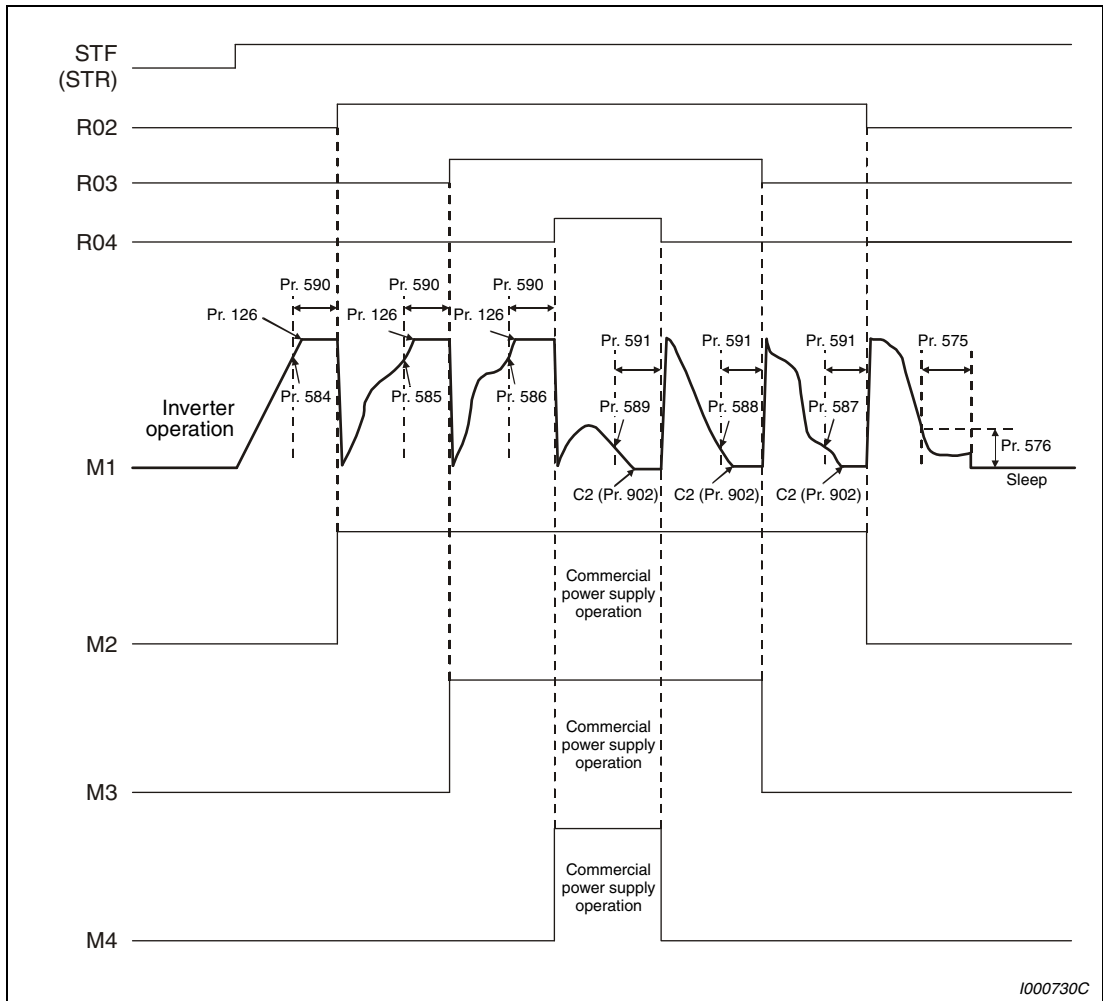 STF
(STR)
R02
R03
R04
Pr. 590 Pr. 590 Pr. 590
Pr. 126 Pr. 126 Pr. 126
Pr. 591 Pr. 591 Pr. 591 Pr. 575
Pr. 584 Pr. 585 Pr. 586 Pr. 589 Pr. 588 Pr. 587
Inverter
operation
Pr. 576
M1
C2 (Pr. 902) C2 (Pr. 902) C2 (Pr. 902)
Sleep
Commercial
power supply
operation
M2
Commercial
power supply
operation
M3
Commercial
power supply
operation
M4
I000730C